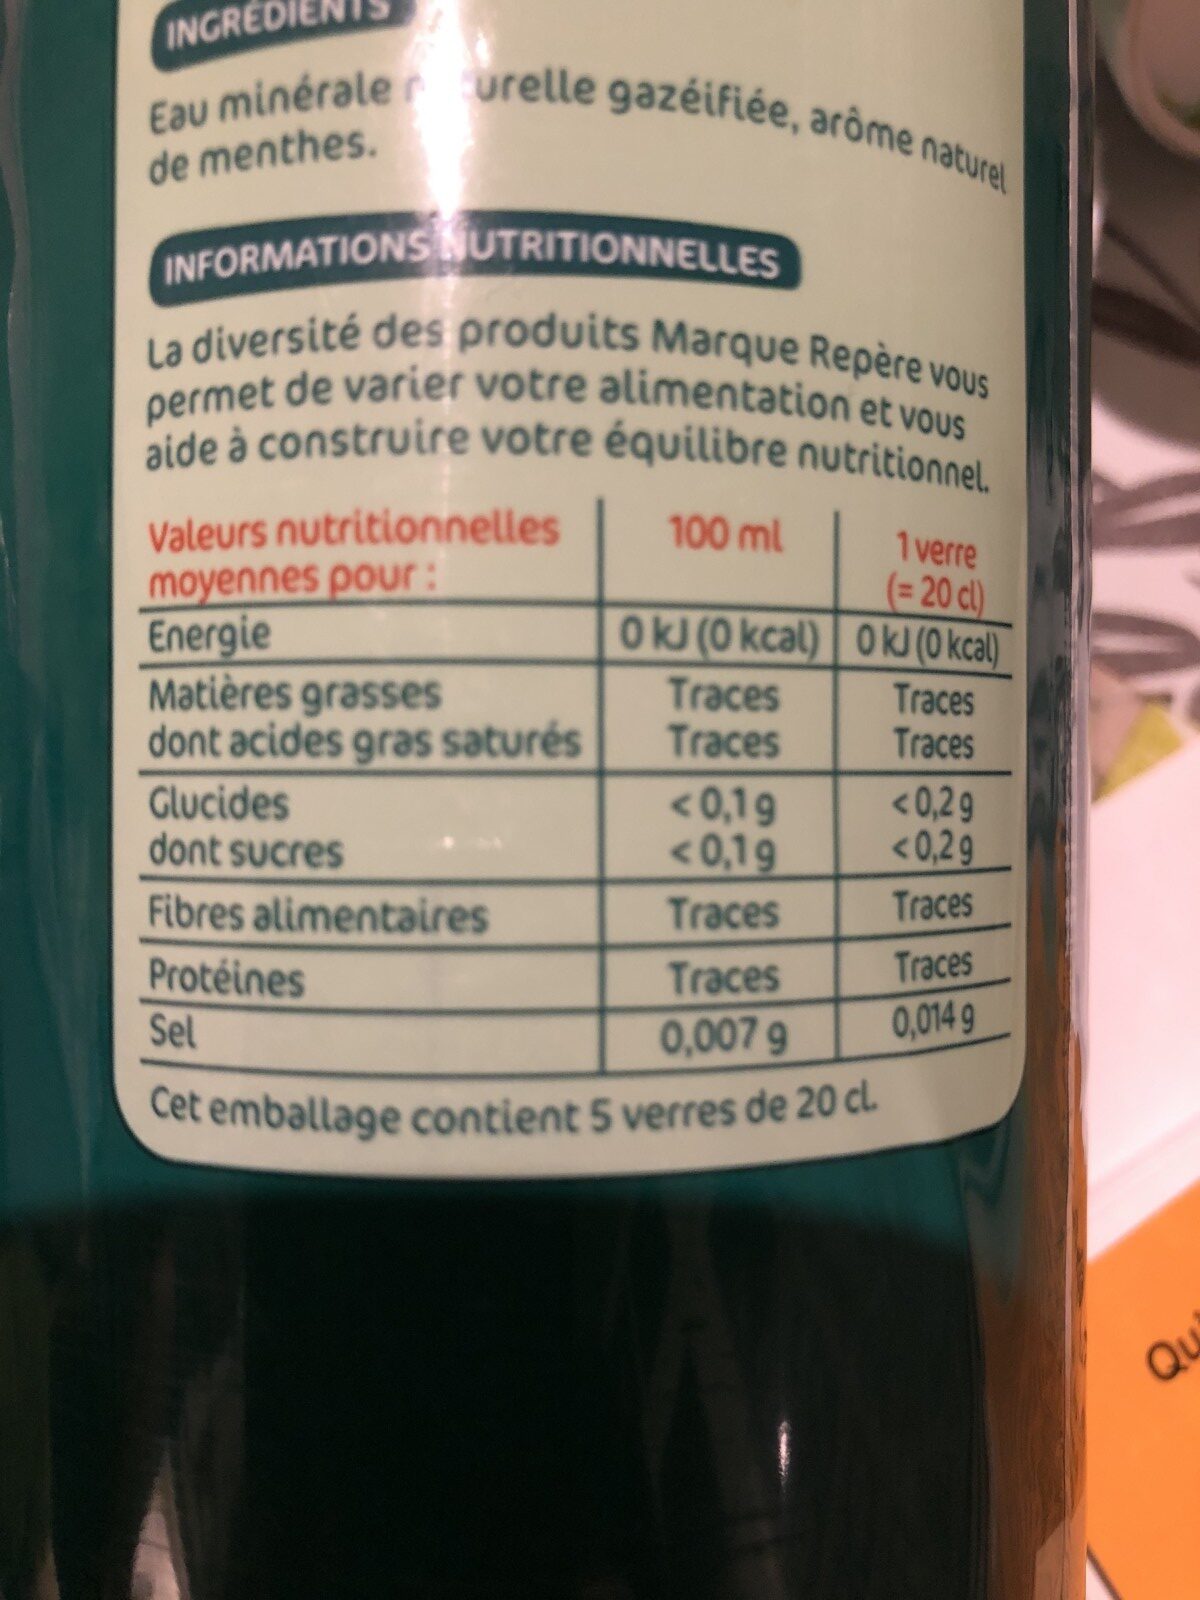 INGRÉDIENTS
Eau minérale naturelle gazéifiée, arôme naturel
de menthes.
INFORMATIONS NUTRITIONNELLES
La diversité des produits Marque Repère vous
permet de varier votre alimentation et vous
aide à construire votre équilibre nutritionnel.
Valeurs nutritionnelles moyennes pour : 100 ml 1 verre (= 20 cl)
Energie 0 kJ (0 kcal) 0 kJ (0 kcal)
Matières grasses Traces Traces
dont acides gras saturés Traces Traces
Glucides < 0,1 g < 0,2 g
dont sucres < 0,1 g < 0,2 g
Fibres alimentaires Traces Traces
Protéines Traces Traces
Sel 0,007 g 0,014 g
Cet emballage contient 5 verres de 20 cl.